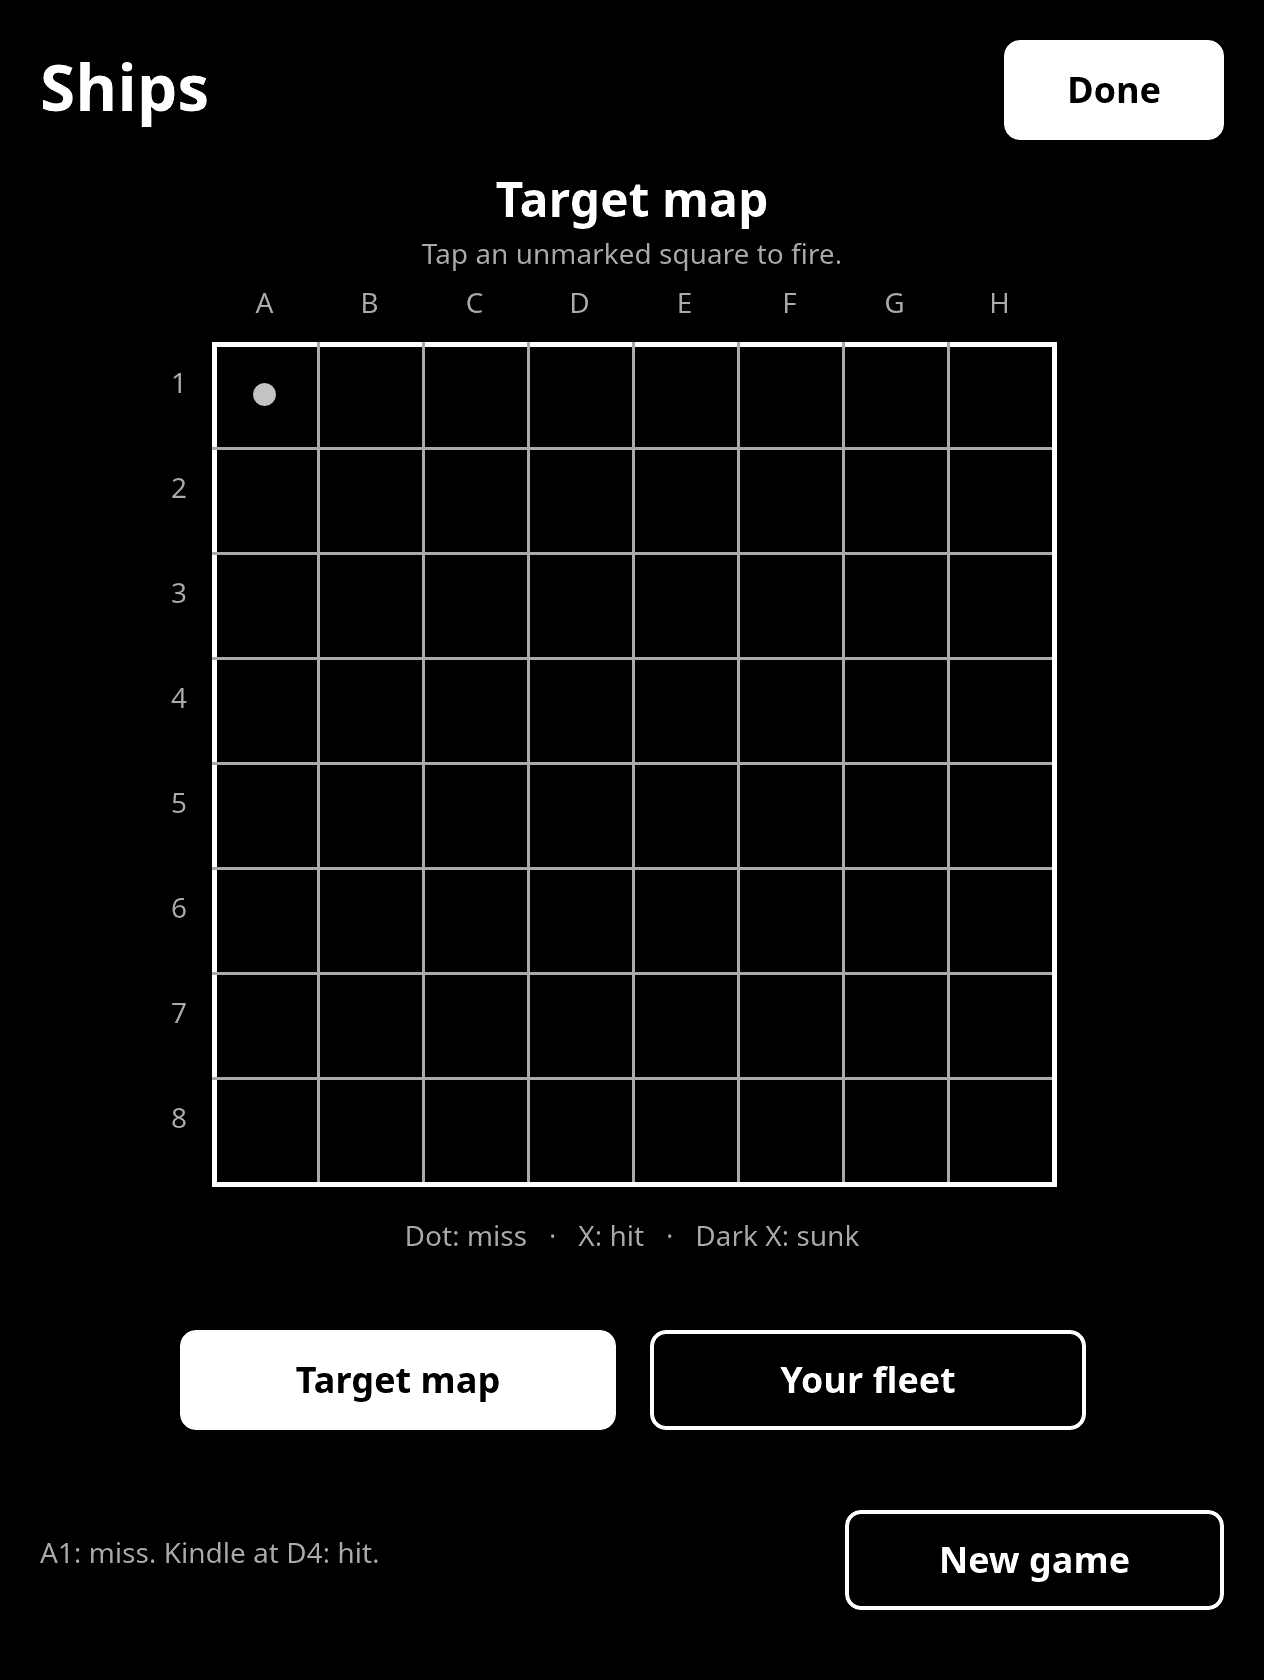 Ships
Done
Target map
Tap an unmarked square to fire.
A B C D E F G H
1
2
3
4
5
6
7
8
Dot: miss · X: hit · Dark X: sunk
Target map
Your fleet
A1: miss. Kindle at D4: hit.
New game